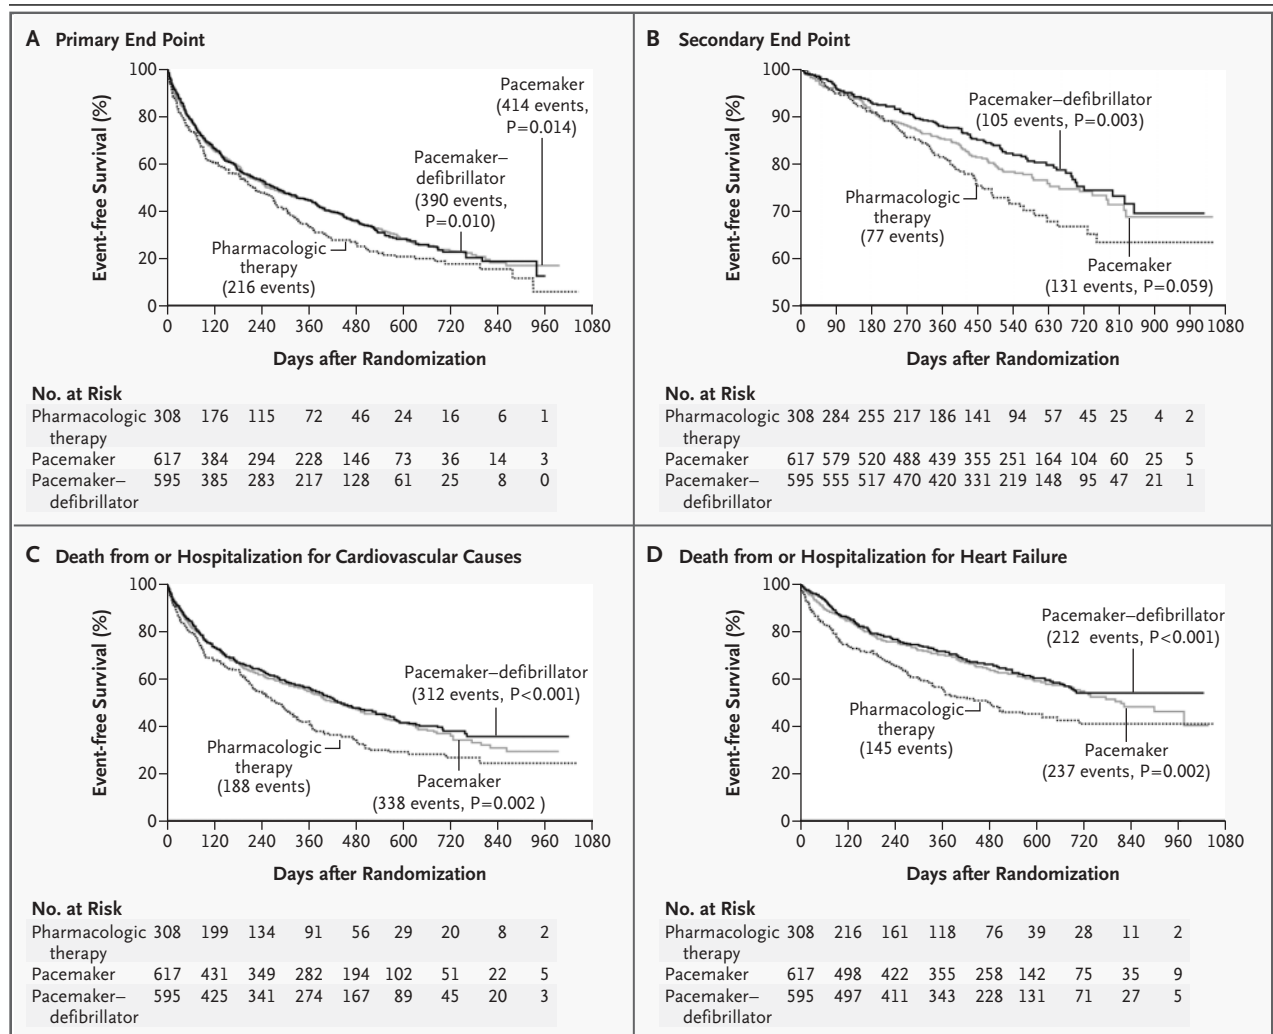 A Primary End Point
100
80
60
40
20
0
Event-free Survival (%)
Pacemaker
(414 events,
P=0.014)
Pacemaker–
defibrillator
(390 events,
P=0.010)
Pharmacologic
therapy
(216 events)
0 120 240 360 480 600 720 840 960 1080
Days after Randomization
No. at Risk
Pharmacologic 308 176 115 72 46 24 16 6 1
therapy
Pacemaker 617 384 294 228 146 73 36 14 3
Pacemaker– 595 385 283 217 128 61 25 8 0
defibrillator
B Secondary End Point
100
90
80
70
60
50
Event-free Survival (%)
Pacemaker–defibrillator
(105 events, P=0.003)
Pharmacologic
therapy
(77 events)
Pacemaker
(131 events, P=0.059)
0 90 180 270 360 450 540 630 720 810 900 990 1080
Days after Randomization
No. at Risk
Pharmacologic 308 284 255 217 186 141 94 57 45 25 4 2
therapy
Pacemaker 617 579 520 488 439 355 251 164 104 60 25 5
Pacemaker– 595 555 517 470 420 331 219 148 95 47 21 1
defibrillator
C Death from or Hospitalization for Cardiovascular Causes
100
80
60
40
20
0
Event-free Survival (%)
Pacemaker–defibrillator
(312 events, P<0.001)
Pharmacologic
therapy
(188 events)
Pacemaker
(338 events, P=0.002 )
0 120 240 360 480 600 720 840 960 1080
Days after Randomization
No. at Risk
Pharmacologic 308 199 134 91 56 29 20 8 2
therapy
Pacemaker 617 431 349 282 194 102 51 22 5
Pacemaker– 595 425 341 274 167 89 45 20 3
defibrillator
D Death from or Hospitalization for Heart Failure
100
80
60
40
20
0
Event-free Survival (%)
Pacemaker–defibrillator
(212 events, P<0.001)
Pharmacologic
therapy
(145 events)
Pacemaker
(237 events, P=0.002)
0 120 240 360 480 600 720 840 960 1080
Days after Randomization
No. at Risk
Pharmacologic 308 216 161 118 76 39 28 11 2
therapy
Pacemaker 617 498 422 355 258 142 75 35 9
Pacemaker– 595 497 411 343 228 131 71 27 5
defibrillator